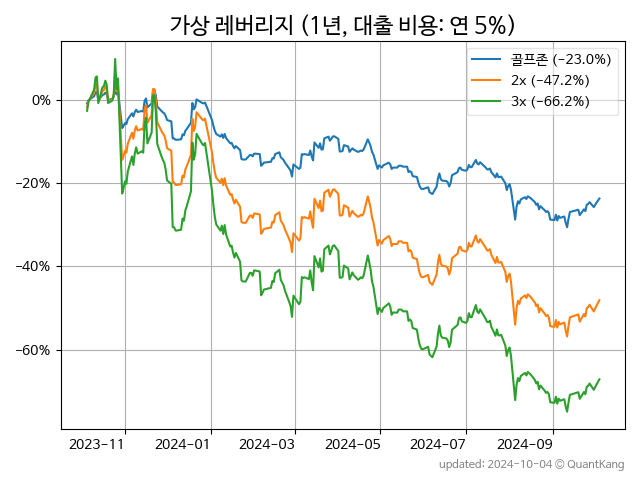 가상 레버리지 (1년, 대출 비용: 연 5%)
골프존 (−23.0%)
2x (−47.2%)
3x (−66.2%)
0%
−20%
−40%
−60%
2023-11
2024-01
2024-03
2024-05
2024-07
2024-09
updated: 2024-10-04 © QuantKang